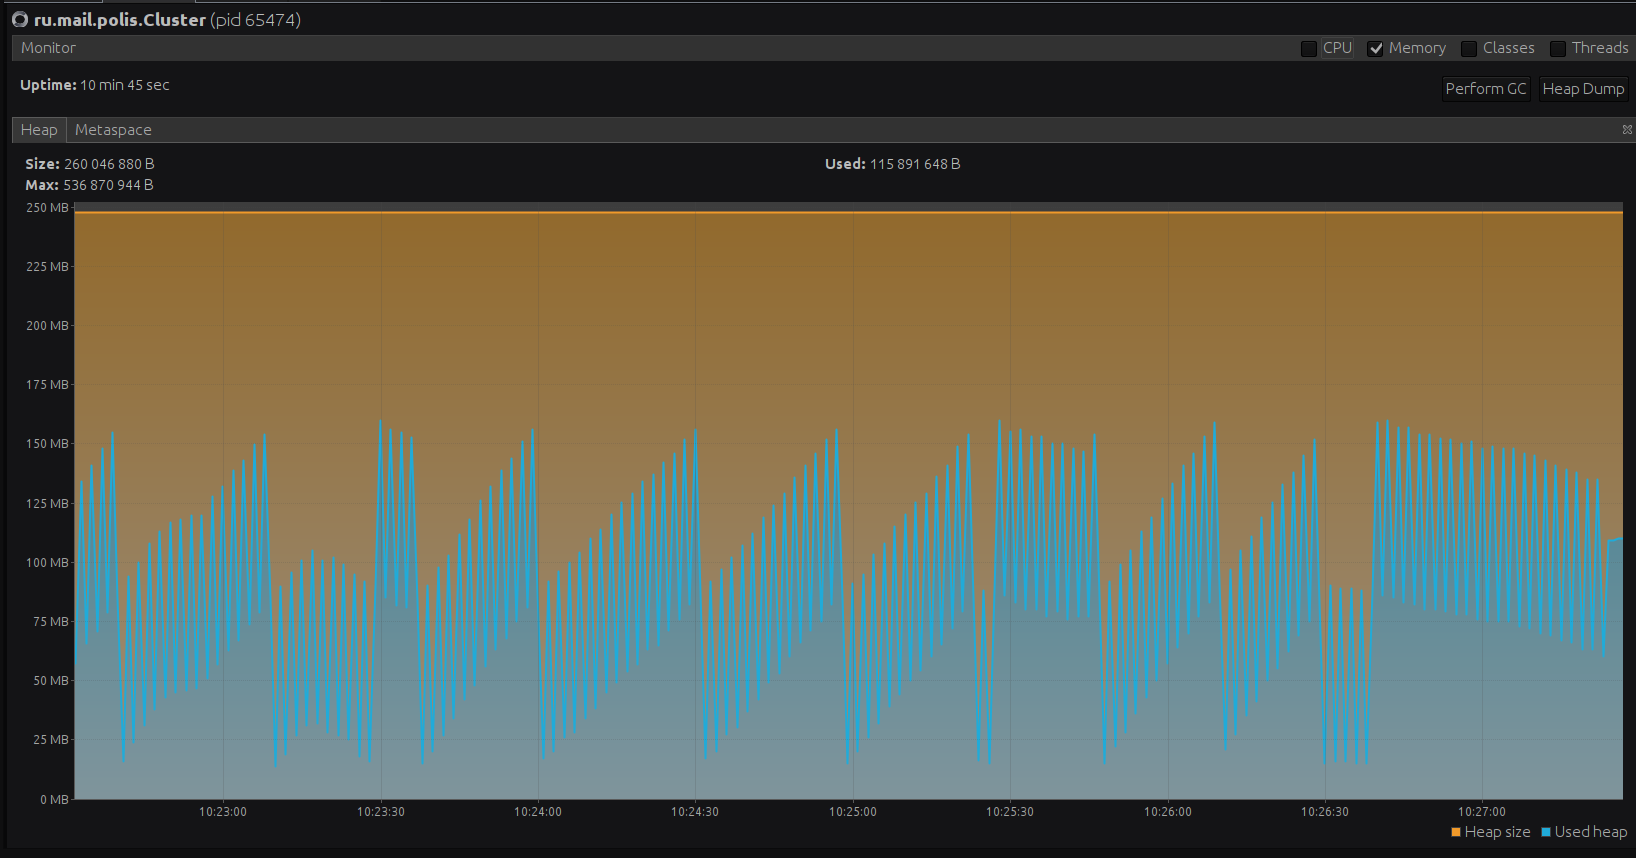 ru.mail.polis.Cluster (pid 65474)
Monitor CPU Memory Classes Threads
Uptime: 10 min 45 sec
Perform GC Heap Dump
Heap Metaspace
Size: 260 046 880 B Used: 115 891 648 B
Max: 536 870 944 B
250 MB
225 MB
200 MB
175 MB
150 MB
125 MB
100 MB
75 MB
50 MB
25 MB
0 MB
10:23:00 10:23:30 10:24:00 10:24:30 10:25:00 10:25:30 10:26:00 10:26:30 10:27:00
Heap size Used heap